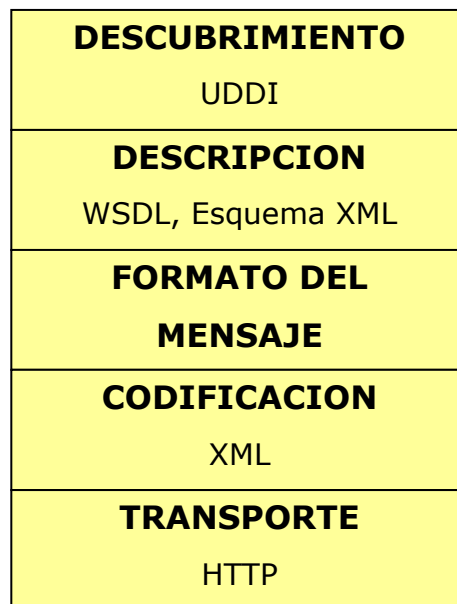 DESCUBRIMIENTO
UDDI
DESCRIPCION
WSDL, Esquema XML
FORMATO DEL
MENSAJE
CODIFICACION
XML
TRANSPORTE
HTTP